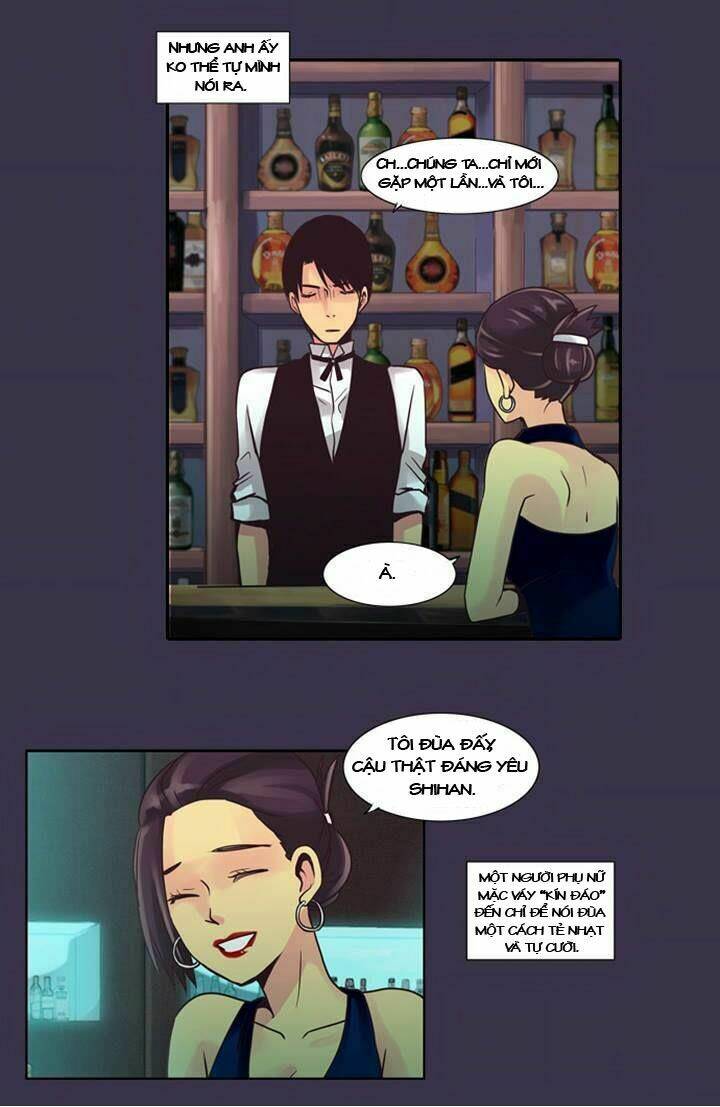 NHƯNG ANH ẤY
KO THỂ TỰ MÌNH
NÓI RA.
CH...CHÚNG TA...CHỈ MỚI
GẶP MỘT LẦN...VÀ TÔI...
À.
TÔI ĐÙA ĐẤY,
CẬU THẬT ĐÁNG YÊU
SHIHAN.
MỘT NGƯỜI PHỤ NỮ
MẶC VÁY “KÍN ĐÁO”
ĐẾN CHỈ ĐỂ NÓI ĐÙA
MỘT CÁCH TẺ NHẠT
VÀ TỰ CƯỜI.